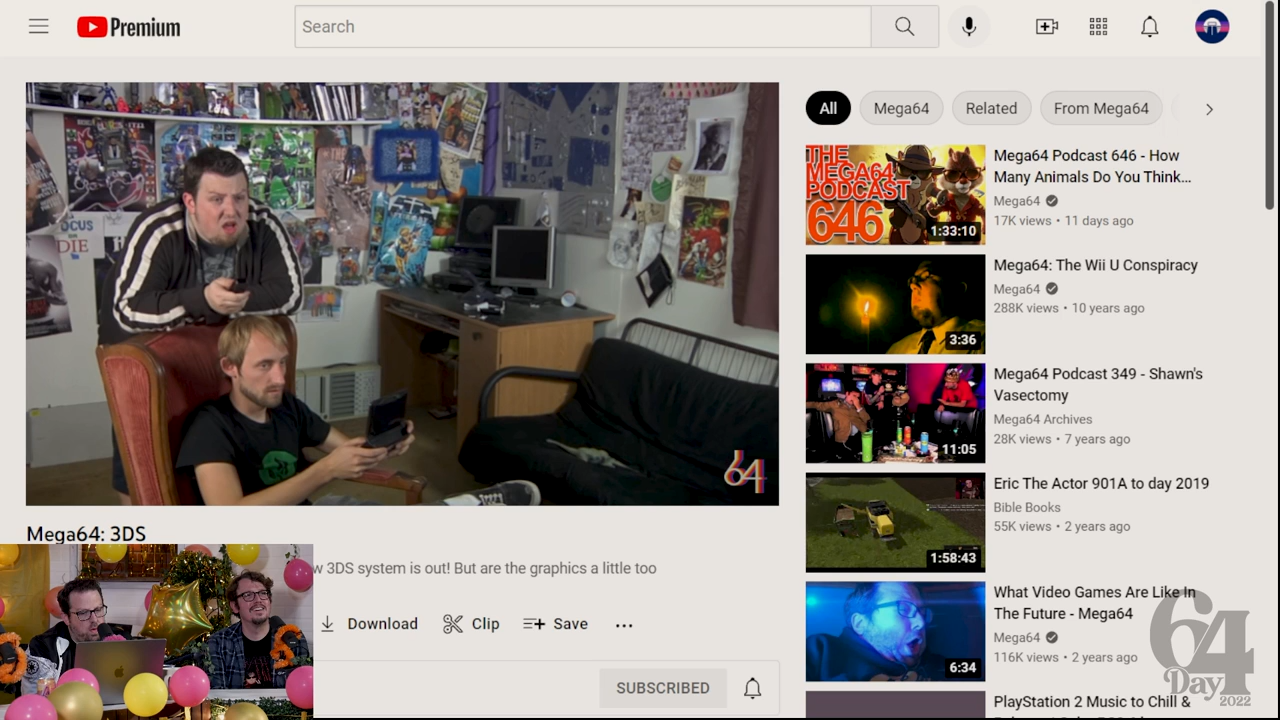 Premium
Search
All
Mega64
Related
From Mega64
OCUS
DIE
64
Mega64: 3DS
w 3DS system is out! But are the graphics a little too
Download
Clip
Save
SUBSCRIBED
THE
MEGA64
PODCAST
646
1:33:10
Mega64 Podcast 646 - How
Many Animals Do You Think...
Mega64
17K views • 11 days ago
3:36
Mega64: The Wii U Conspiracy
Mega64
288K views • 10 years ago
11:05
Mega64 Podcast 349 - Shawn's
Vasectomy
Mega64 Archives
28K views • 7 years ago
1:58:43
Eric The Actor 901A to day 2019
Bible Books
55K views • 2 years ago
6:34
What Video Games Are Like In
The Future - Mega64
Mega64
116K views • 2 years ago
PlayStation 2 Music to Chill &
64
Day
2022